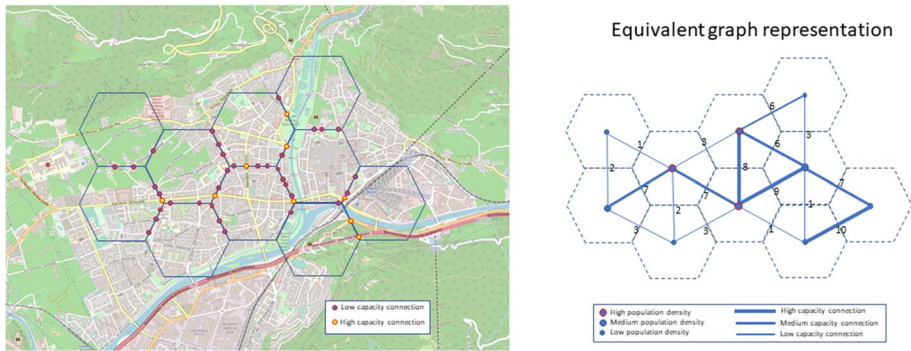 Equivalent graph representation
6
1
3
6
3
2
8
7
7
9
7
2
1
3
3
1
10
Low capacity connection
High capacity connection
High population density
High capacity connection
Medium population density
Medium capacity connection
Low population density
Low capacity connection